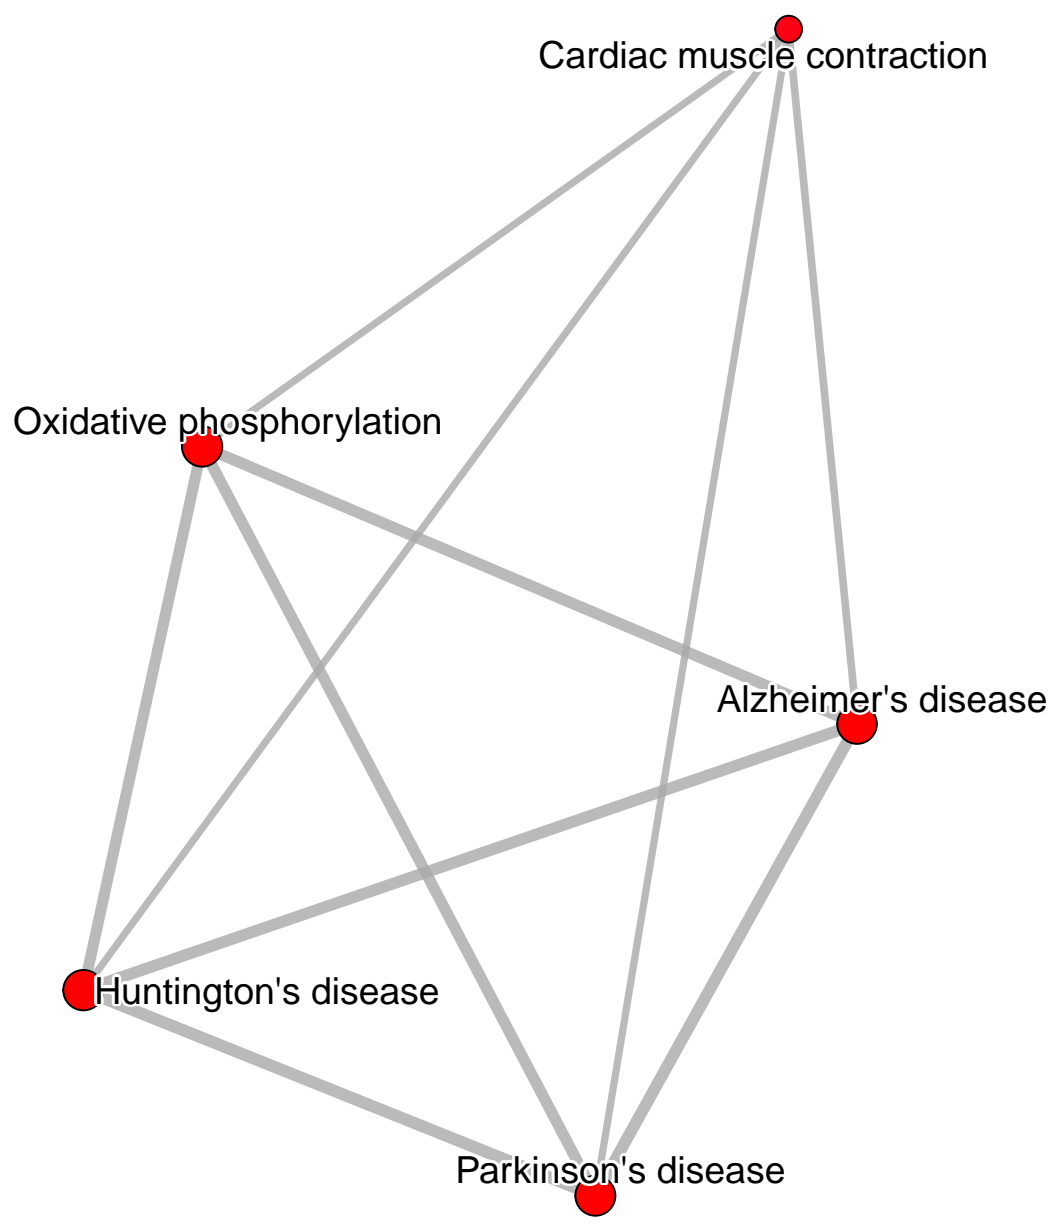 Cardiac muscle contraction
Oxidative phosphorylation
Alzheimer's disease
Huntington's disease
Parkinson's disease